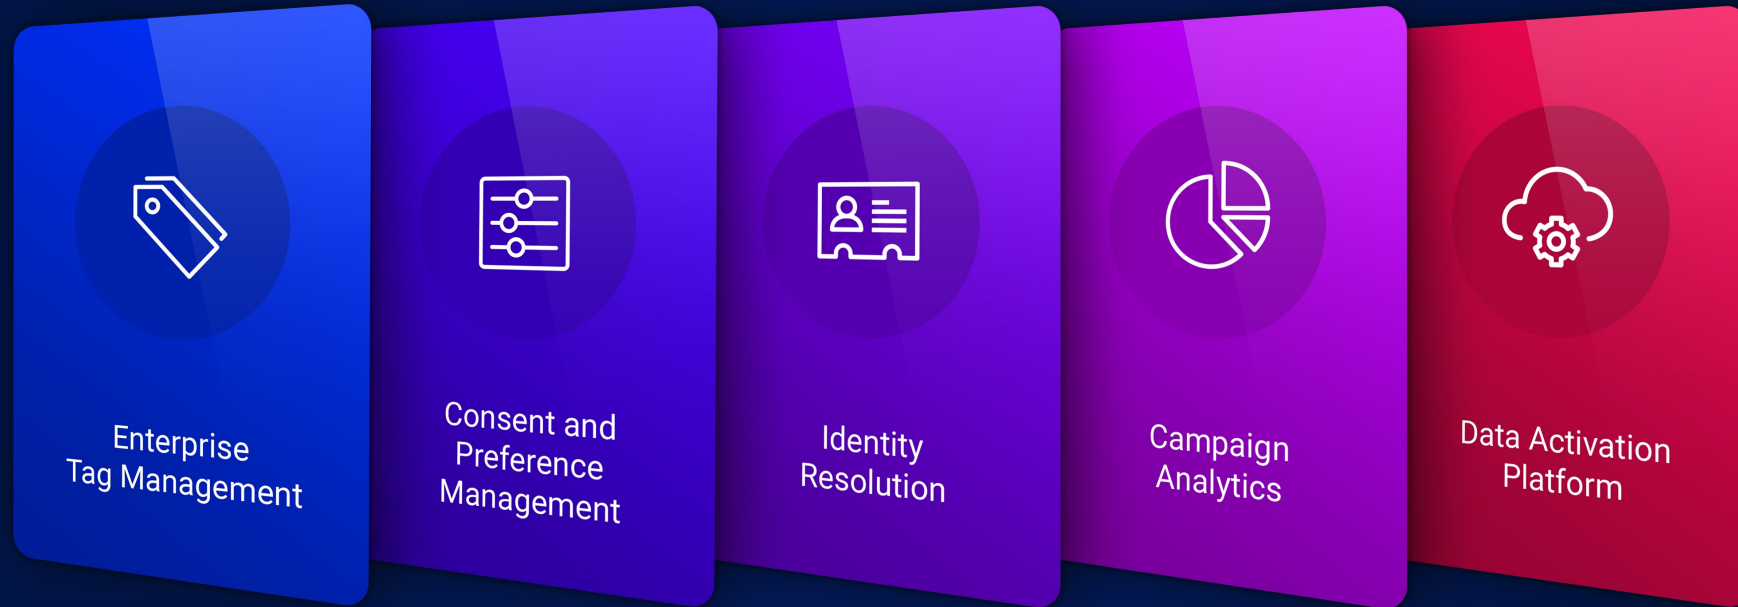 Enterprise
Tag Management
Consent and
Preference
Management
Identity
Resolution
Campaign
Analytics
Data Activation
Platform